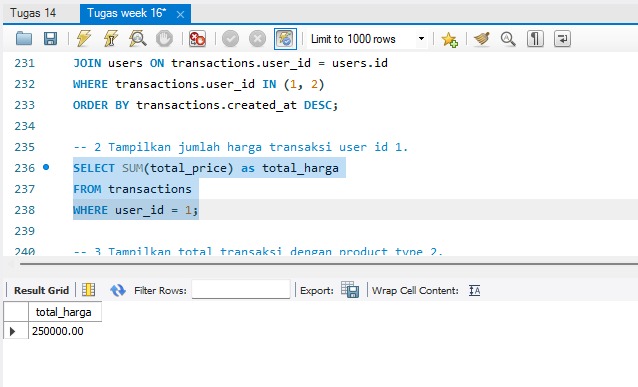 Tugas 14
Tugas week 16*
Limit to 1000 rows
231 JOIN users ON transactions.user_id = users.id
232 WHERE transactions.user_id IN (1, 2)
233 ORDER BY transactions.created_at DESC;
234
235 -- 2 Tampilkan jumlah harga transaksi user id 1.
236 SELECT SUM(total_price) as total_harga
237 FROM transactions
238 WHERE user_id = 1;
239
240 -- 3 Tampilkan total transaksi dengan product type 2.
Result Grid Filter Rows: Export: Wrap Cell Content: IA
total_harga
250000.00